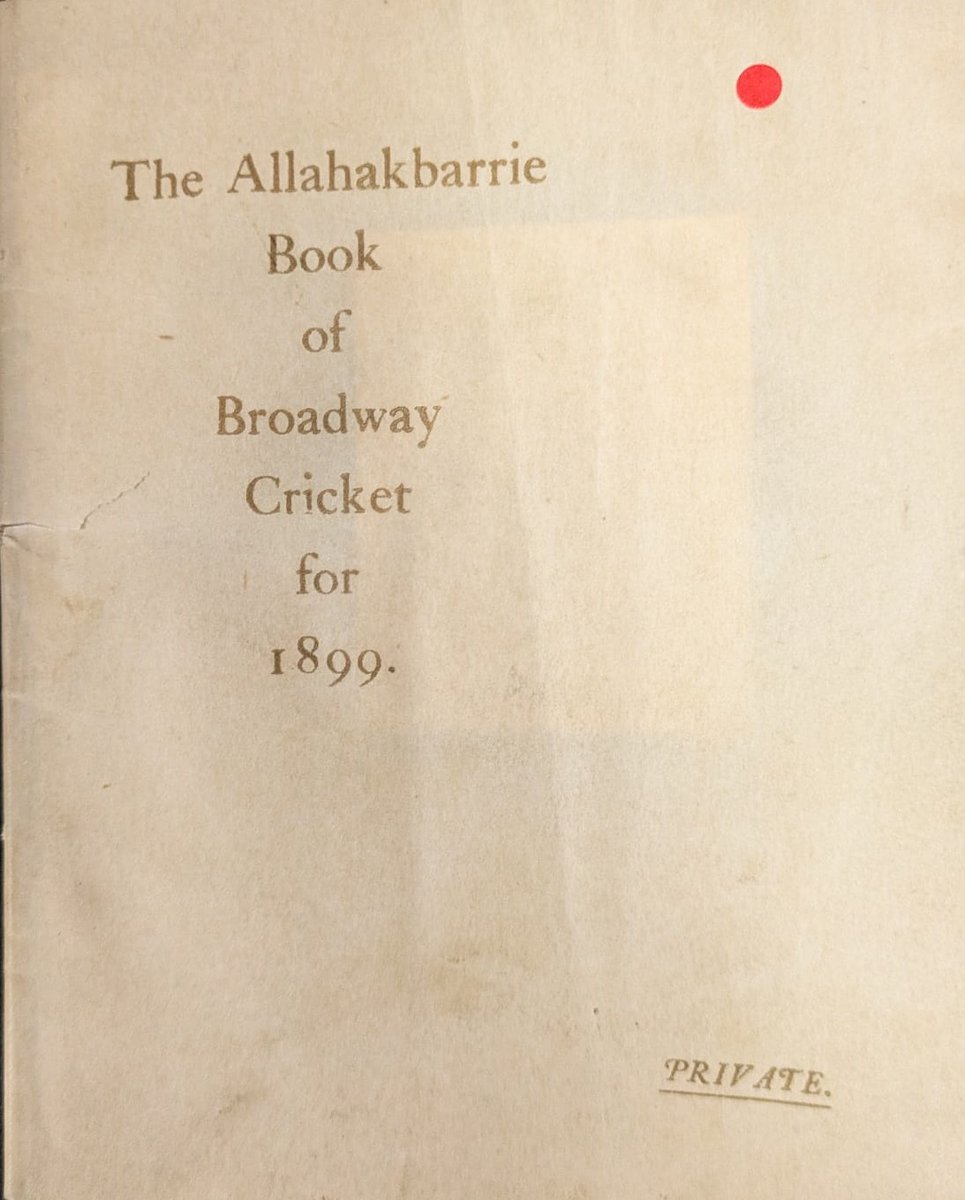 The Allahakbarrie
Book
of
Broadway
Cricket
for
1899.
PRIVATE.